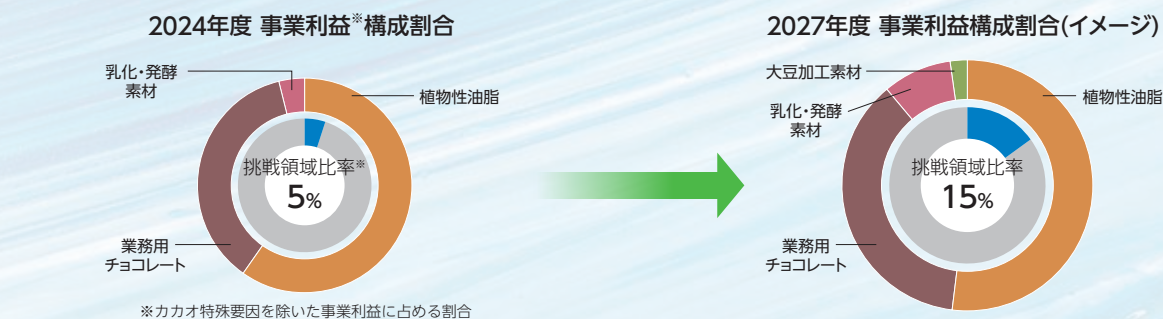 2024年度 事業利益※構成割合
乳化・発酵
素材
植物性油脂
挑戦領域比率※
5%
業務用
チョコレート
※カカオ特殊要因を除いた事業利益に占める割合
2027年度 事業利益構成割合(イメージ)
大豆加工素材
乳化・発酵
素材
植物性油脂
挑戦領域比率
15%
業務用
チョコレート